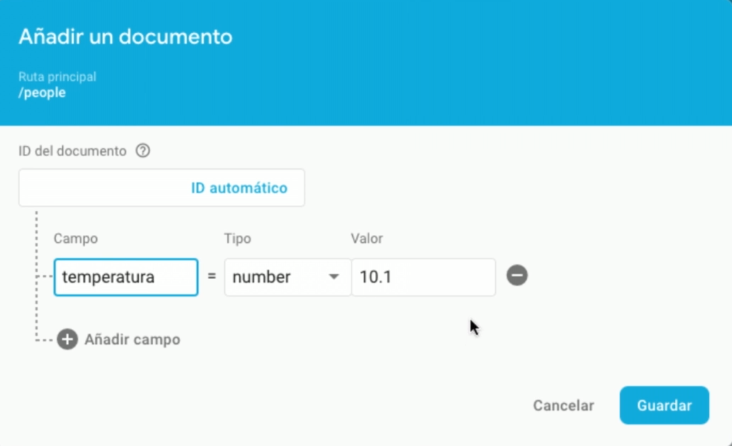 Añadir un documento
Ruta principal
/people
ID del documento ?
ID automático
Campo Tipo Valor
temperatura = number 10.1
Añadir campo
Cancelar Guardar